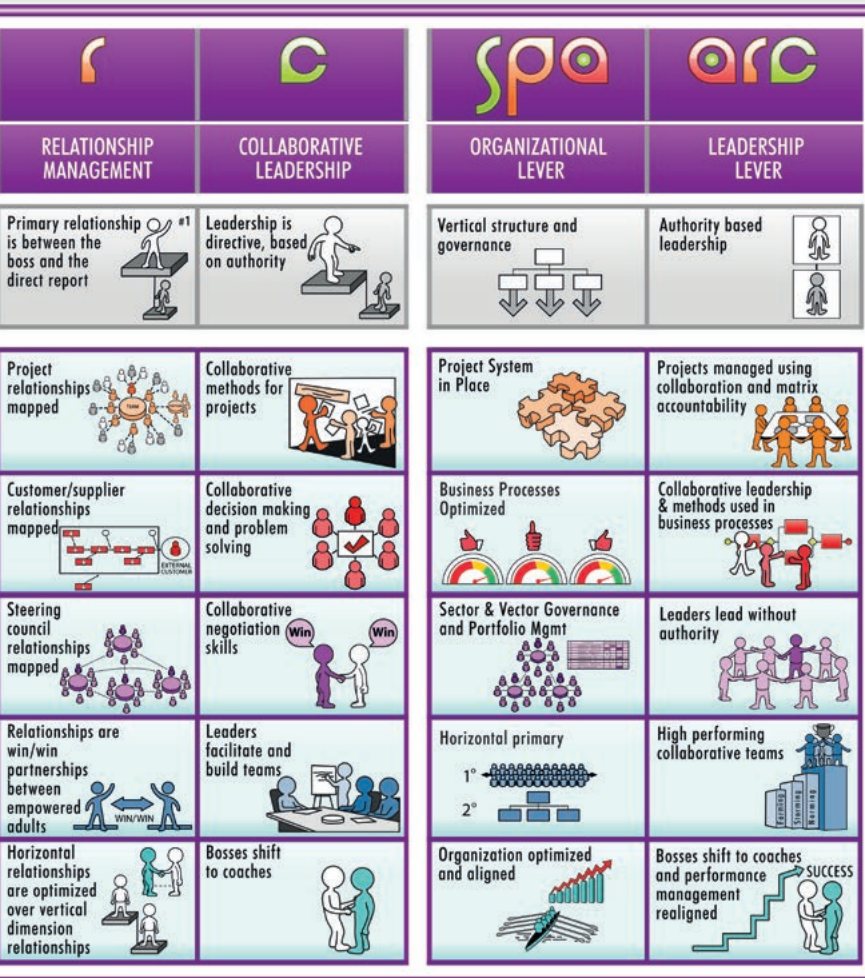 r
c
spa
arc
RELATIONSHIP
MANAGEMENT
COLLABORATIVE
LEADERSHIP
ORGANIZATIONAL
LEVER
LEADERSHIP
LEVER
Primary relationship
is between the
boss and the
direct report
#1
Leadership is
directive, based
on authority
Vertical structure and
governance
Authority based
leadership
Project
relationships
mapped
TEAM
Collaborative
methods for
projects
Project System
in Place
Projects managed using
collaboration and matrix
accountability
Customer/supplier
relationships
mapped
EXTERNAL
CUSTOMER
Collaborative
decision making
and problem
solving
Business Processes
Optimized
Collaborative leadership
& methods used in
business processes
Steering
council
relationships
mapped
Collaborative
negotiation
skills
Win
Win
Sector & Vector Governance
and Portfolio Mgmt
Leaders lead without
authority
Relationships are
win/win
partnerships
between
empowered
adults
WIN/WIN
Leaders
facilitate and
build teams
Horizontal primary
1°
2°
High performing
collaborative teams
Forming
Storming
Norming
Horizontal
relationships
are optimized
over vertical
dimension
relationships
Bosses shift
to coaches
Organization optimized
and aligned
Bosses shift to coaches
and performance
management
realigned
SUCCESS